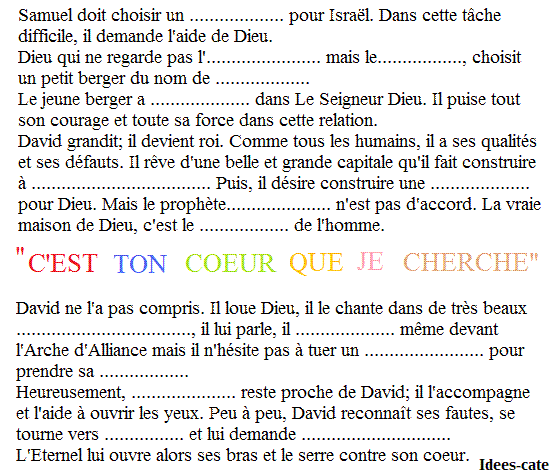 Samuel doit choisir un ................... pour Israël. Dans cette tâche
difficile, il demande l'aide de Dieu.
Dieu qui ne regarde pas l'....................... mais le................., choisit
un petit berger du nom de ...................
Le jeune berger a .................... dans Le Seigneur Dieu. Il puise tout
son courage et toute sa force dans cette relation.
David grandit; il devient roi. Comme tous les humains, il a ses qualités
et ses défauts. Il rêve d'une belle et grande capitale qu'il fait construire
à .................................... Puis, il désire construire une ....................
pour Dieu. Mais le prophète..................... n'est pas d'accord. La vraie
maison de Dieu, c'est le .................. de l'homme.
"C'EST TON COEUR QUE JE CHERCHE"
David ne l'a pas compris. Il loue Dieu, il le chante dans de très beaux
..................................., il lui parle, il .................... même devant
l'Arche d'Alliance mais il n'hésite pas à tuer un ........................ pour
prendre sa ..................
Heureusement, ..................... reste proche de David; il l'accompagne
et l'aide à ouvrir les yeux. Peu à peu, David reconnaît ses fautes, se
tourne vers ................ et lui demande ..............................
L'Eternel lui ouvre alors ses bras et le serre contre son coeur.
Idees-cate